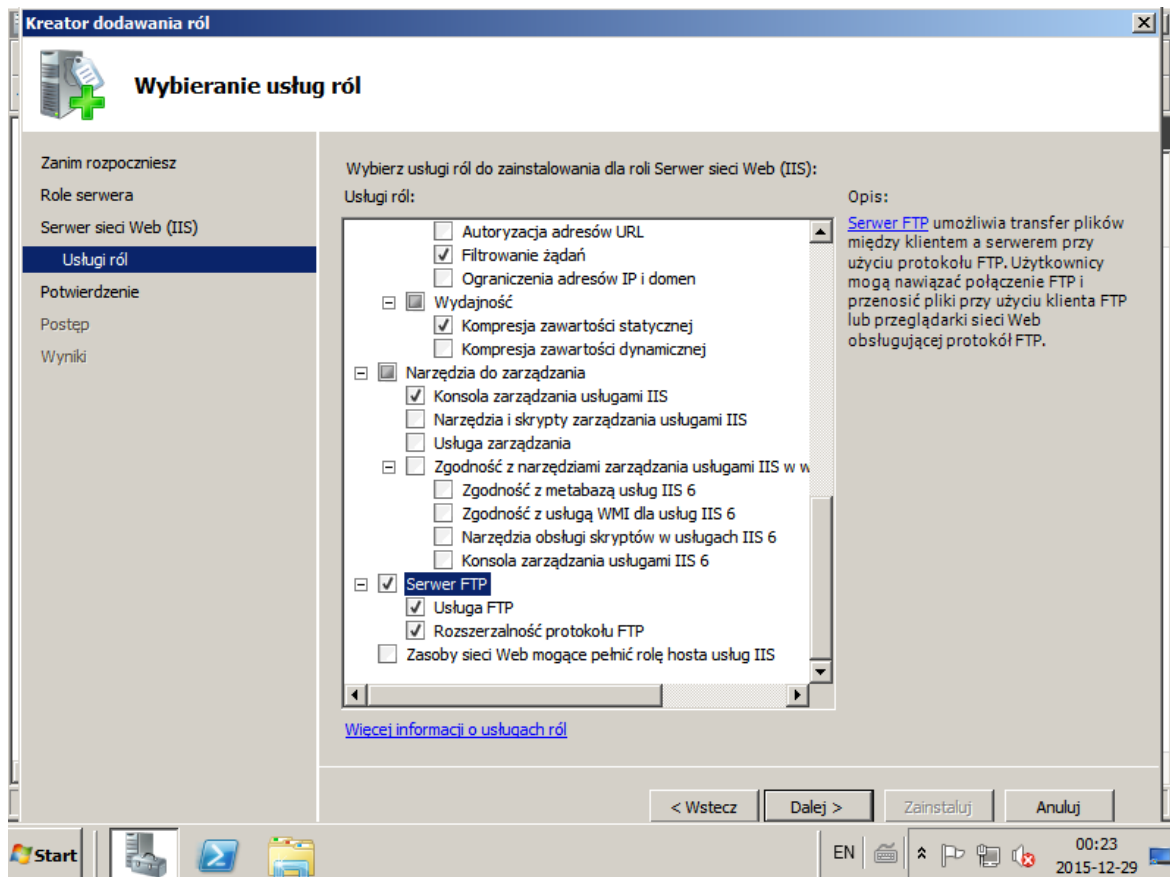 Kreator dodawania ról
Wybieranie usług ról
Zanim rozpoczniesz
Role serwera
Serwer sieci Web (IIS)
Usługi ról
Potwierdzenie
Postęp
Wyniki
Wybierz usługi ról do zainstalowania dla roli Serwer sieci Web (IIS):
Usługi ról:
Autoryzacja adresów URL
Filtrowanie żądań
Ograniczenia adresów IP i domen
Wydajność
Kompresja zawartości statycznej
Kompresja zawartości dynamicznej
Narzędzia do zarządzania
Konsola zarządzania usługami IIS
Narzędzia i skrypty zarządzania usługami IIS
Usługa zarządzania
Zgodność z narzędziami zarządzania usługami IIS w w
Zgodność z metabazą usług IIS 6
Zgodność z usługą WMI dla usług IIS 6
Narzędzia obsługi skryptów w usługach IIS 6
Konsola zarządzania usługami IIS 6
Serwer FTP
Usługa FTP
Rozszerzalność protokołu FTP
Zasoby sieci Web mogące pełnić rolę hosta usług IIS
Więcej informacji o usługach ról
Opis:
Serwer FTP umożliwia transfer plików
między klientem a serwerem przy
użyciu protokołu FTP. Użytkownicy
mogą nawiązać połączenie FTP i
przenosić pliki przy użyciu klienta FTP
lub przeglądarki sieci Web
obsługującej protokół FTP.
< Wstecz
Dalej >
Zainstaluj
Anuluj
Start
EN
00:23
2015-12-29